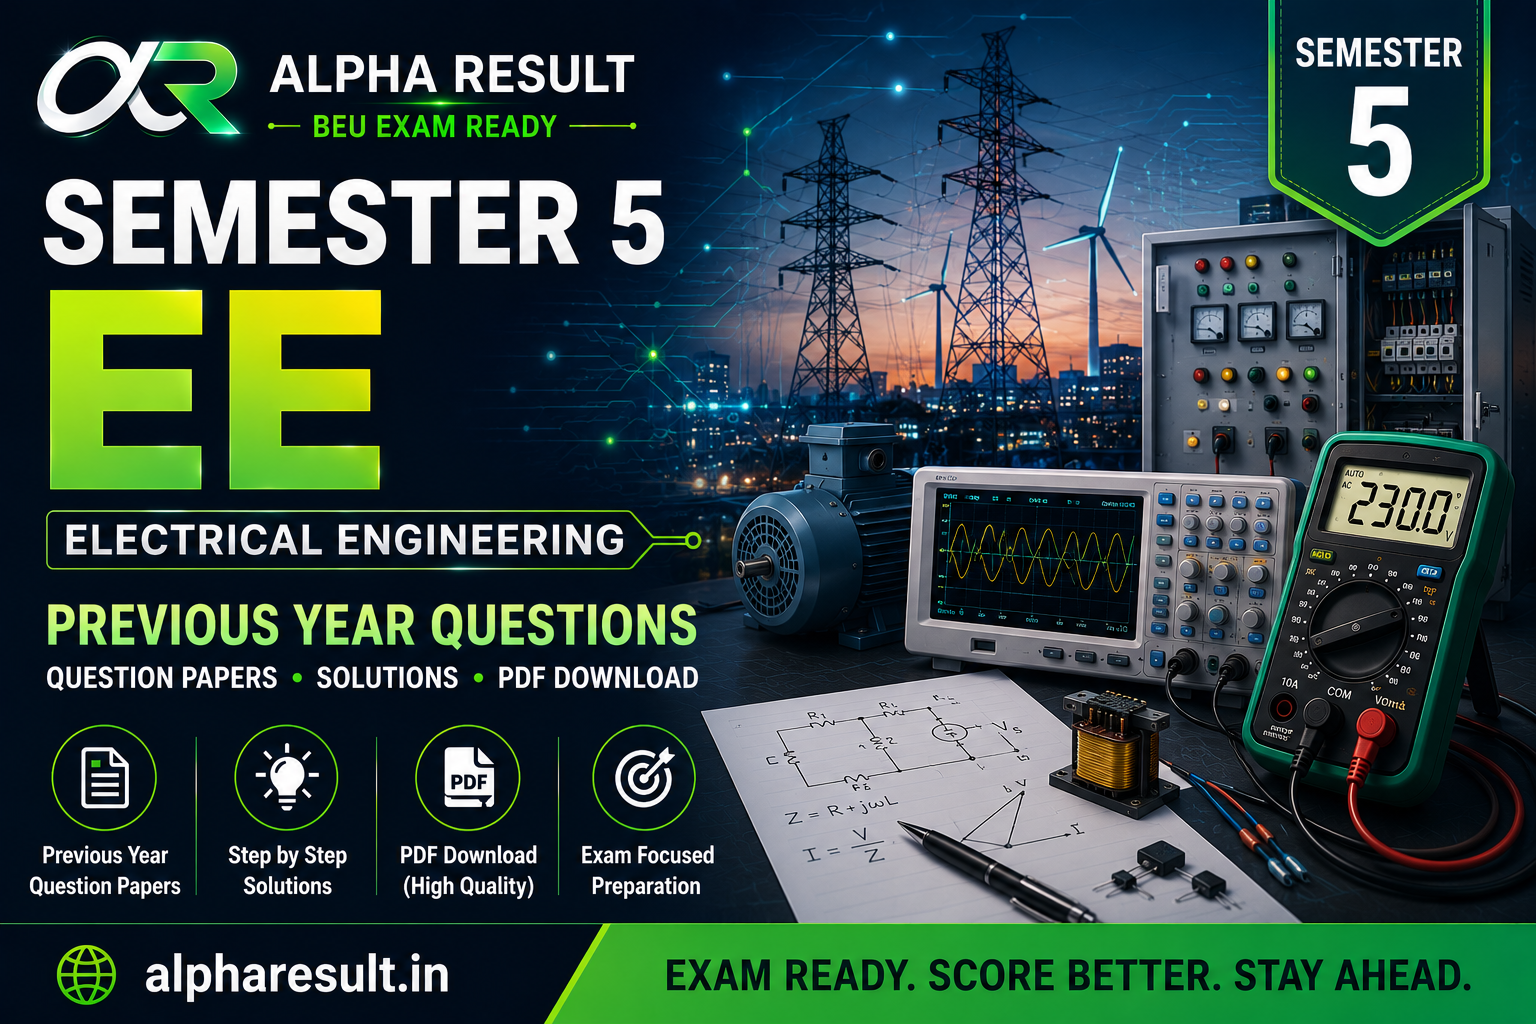 αR
ALPHA RESULT
BEU EXAM READY
SEMESTER 5
EE
ELECTRICAL ENGINEERING
PREVIOUS YEAR QUESTIONS
QUESTION PAPERS • SOLUTIONS • PDF DOWNLOAD
PDF
Previous Year
Question Papers
Step by Step
Solutions
PDF Download
(High Quality)
Exam Focused
Preparation
alpharesult.in
EXAM READY. SCORE BETTER. STAY AHEAD.
SEMESTER
5
AUTO
AC
230.0
V
10A
COM
R1
Z = R + jωL
I = V/Z
V
I